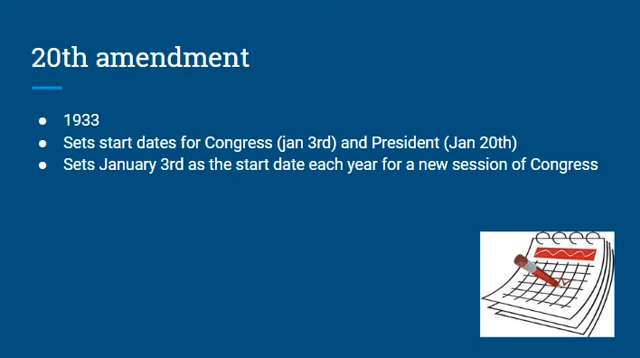 20th amendment
● 1933
● Sets start dates for Congress (jan 3rd) and President (Jan 20th)
● Sets January 3rd as the start date each year for a new session of Congress